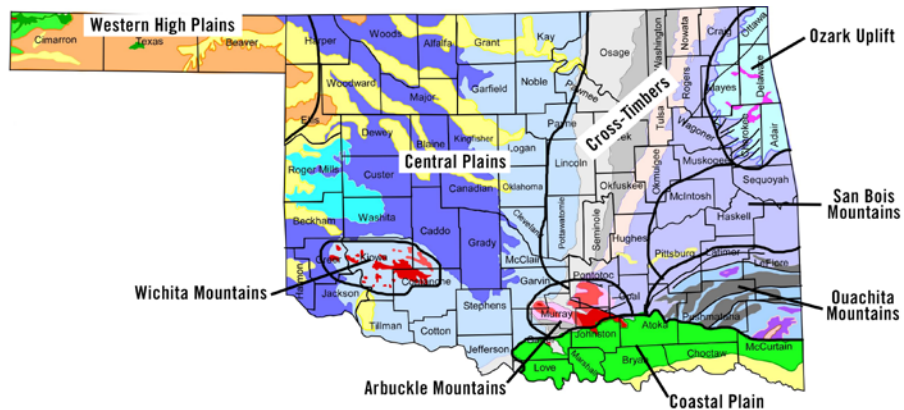 Western High Plains
Cimarron
Texas
Beaver
Harper
Woods
Alfalfa
Grant
Kay
Osage
Washington
Nowata
Craig
Ottawa
Ozark Uplift
Woodward
Major
Garfield
Noble
Pawnee
Rogers
Mayes
Delaware
Ellis
Dewey
Blaine
Kingfisher
Logan
Payne
Cross-Timbers
Tulsa
Wagoner
Cherokee
Adair
Roger Mills
Custer
Central Plains
Canadian
Oklahoma
Lincoln
Okfuskee
Okmulgee
Muskogee
Sequoyah
Beckham
Washita
Caddo
Grady
Cleveland
Pottawatomie
Seminole
Hughes
McIntosh
Haskell
San Bois
Mountains
Harmon
Greer
Kiowa
Comanche
McClain
Garvin
Pontotoc
Pittsburg
Latimer
LeFlore
Wichita Mountains
Jackson
Tillman
Cotton
Stephens
Murray
Coal
Atoka
Pushmataha
Ouachita
Mountains
Jefferson
Johnston
Love
Marshall
Bryan
Choctaw
McCurtain
Arbuckle Mountains
Coastal Plain